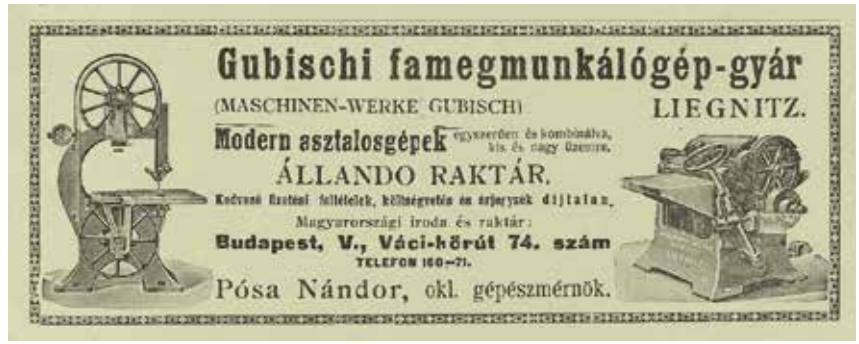 Gubischi famegmunkálógép-gyár
(MASCHINEN-WERKE GUBISCH) LIEGNITZ.
Modern asztalosgépek egyszerűen és kombinálva,
kis és nagy üzemre.
ÁLLANDO RAKTÁR.
Kedvező fizetési feltételek, költségvetés és árjegyzék díjtalan.
Magyarországi iroda és raktár:
Budapest, V., Váci-körút 74. szám
TELEFON 160–71.
Pósa Nándor, okl. gépészmérnök.